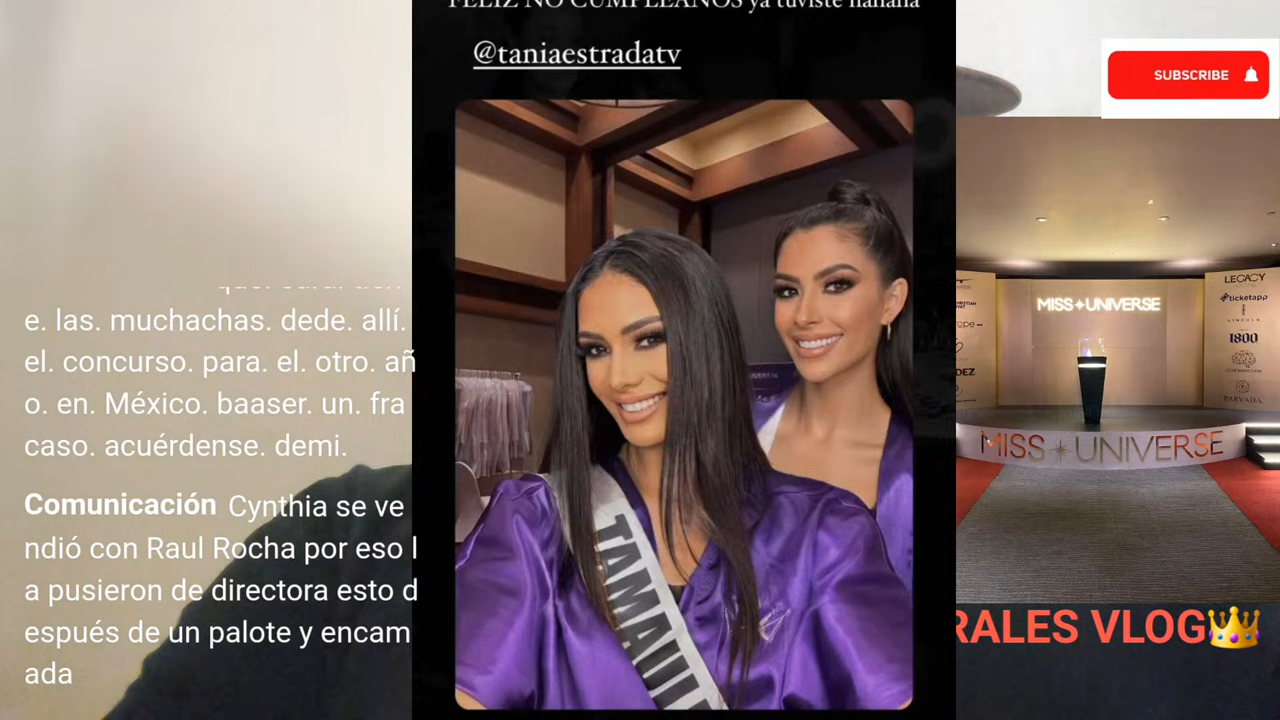 e. las. muchachas. dede. allí.
el. concurso. para. el. otro. añ
o. en. México. baaser. un. fra
caso. acuérdense. demi.
Comunicación Cynthia se ve
ndió con Raul Rocha por eso l
a pusieron de directora esto d
espués de un palote y encam
ada
FELIZ NO CUMPLEAÑOS ya tuviste
@taniaestradatv
TAMAULI
SUBSCRIBE
MISS UNIVERSE
LEGACY
ticketapp
LINCOLN
1800
PARVADA
DEZ
MISS UNIVERSE
RALES VLOG👑